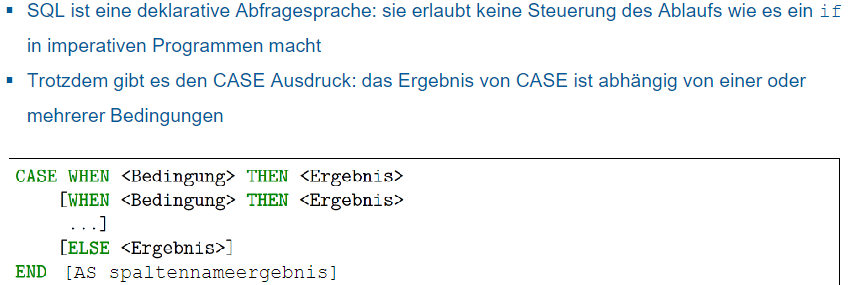 ▪ SQL ist eine deklarative Abfragesprache: sie erlaubt keine Steuerung des Ablaufs wie es ein if
in imperativen Programmen macht
▪ Trotzdem gibt es den CASE Ausdruck: das Ergebnis von CASE ist abhängig von einer oder
mehrerer Bedingungen
CASE WHEN <Bedingung> THEN <Ergebnis>
[WHEN <Bedingung> THEN <Ergebnis>
...]
[ELSE <Ergebnis>]
END [AS spaltennameergebnis]